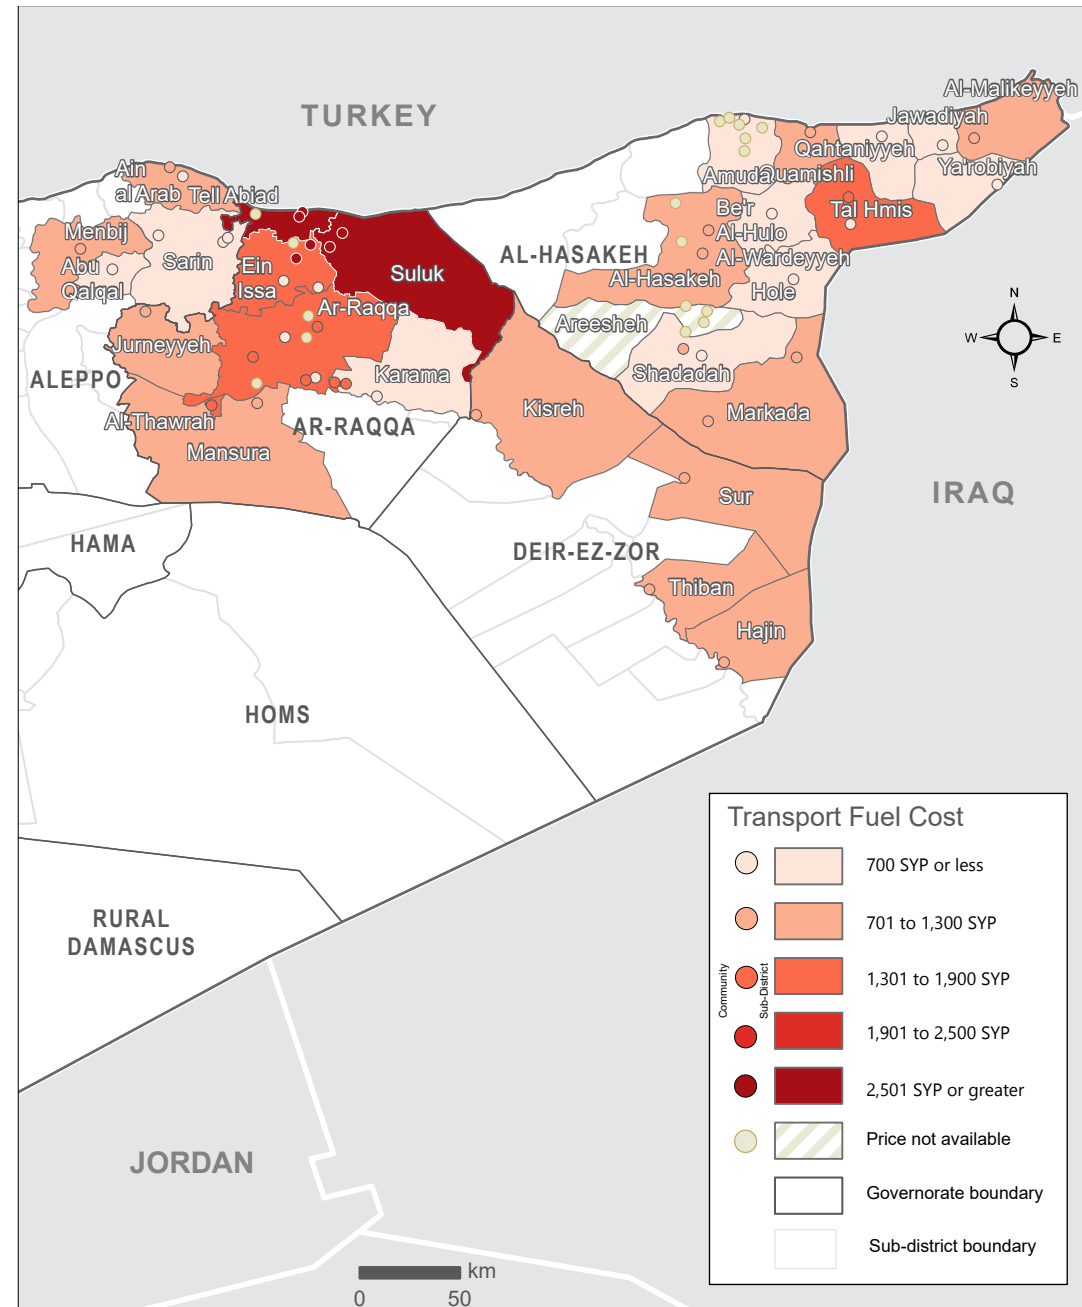 TURKEY
Al-Malikeyyeh
Jawadiyah
Qahtaniyyeh
Ya'robiyah
Ain
al Arab
Tell Abiad
Amuda
Quamishli
Tal Hmis
Menbij
Be'r
Al-Hulo
Al-Wardeyyeh
AL-HASAKEH
Abu
Qalqal
Sarin
Ein
Issa
Suluk
Al-Hasakeh
Hole
N
W
E
S
Ar-Raqqa
Areesheh
Jurneyyeh
ALEPPO
Karama
Shadadah
Al-Thawrah
AR-RAQQA
Kisreh
Markada
Mansura
Sur
IRAQ
HAMA
DEIR-EZ-ZOR
Thiban
Hajin
HOMS
RURAL
DAMASCUS
JORDAN
Transport Fuel Cost
Community
Sub-District
700 SYP or less
701 to 1,300 SYP
1,301 to 1,900 SYP
1,901 to 2,500 SYP
2,501 SYP or greater
Price not available
Governorate boundary
Sub-district boundary
km
0
50